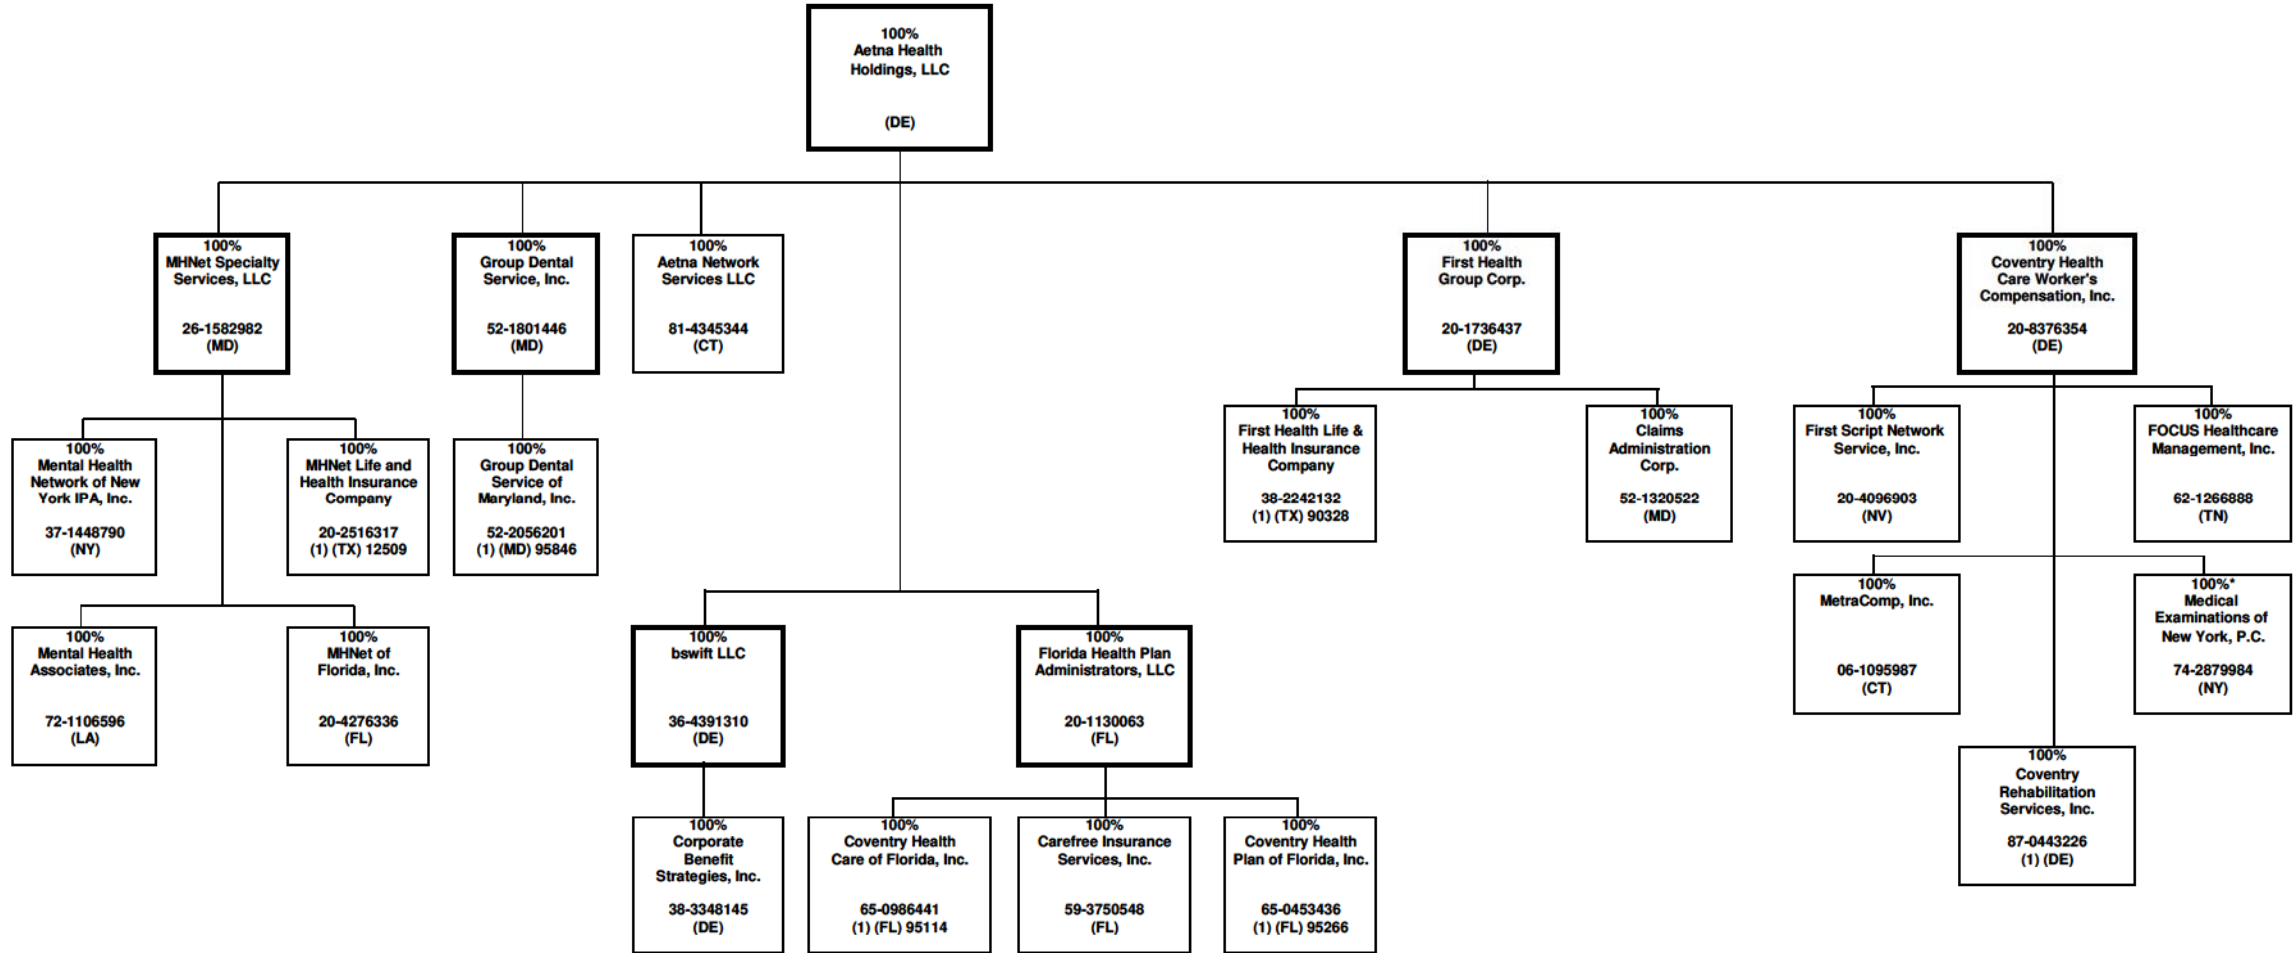 100%
Aetna Health
Holdings, LLC
(DE)
100%
MHNet Specialty
Services, LLC
26-1582982
(MD)
100%
Group Dental
Service, Inc.
52-1801446
(MD)
100%
Aetna Network
Services LLC
81-4345344
(CT)
100%
First Health
Group Corp.
20-1736437
(DE)
100%
Coventry Health
Care Worker's
Compensation, Inc.
20-8376354
(DE)
100%
Mental Health
Network of New
York IPA, Inc.
37-1448790
(NY)
100%
MHNet Life and
Health Insurance
Company
20-2516317
(1) (TX) 12509
100%
Group Dental
Service of
Maryland, Inc.
52-2056201
(1) (MD) 95846
100%
First Health Life &
Health Insurance
Company
38-2242132
(1) (TX) 90328
100%
Claims
Administration
Corp.
52-1320522
(MD)
100%
First Script Network
Service, Inc.
20-4096903
(NV)
100%
FOCUS Healthcare
Management, Inc.
62-1266888
(TN)
100%
MetraComp, Inc.
06-1095987
(CT)
100%*
Medical
Examinations of
New York, P.C.
74-2879984
(NY)
100%
Mental Health
Associates, Inc.
72-1106596
(LA)
100%
MHNet of
Florida, Inc.
20-4276336
(FL)
100%
bswift LLC
36-4391310
(DE)
100%
Florida Health Plan
Administrators, LLC
20-1130063
(FL)
100%
Coventry
Rehabilitation
Services, Inc.
87-0443226
(1) (DE)
100%
Corporate
Benefit
Strategies, Inc.
38-3348145
(DE)
100%
Coventry Health
Care of Florida, Inc.
65-0986441
(1) (FL) 95114
100%
Carefree Insurance
Services, Inc.
59-3750548
(FL)
100%
Coventry Health
Plan of Florida, Inc.
65-0453436
(1) (FL) 95266